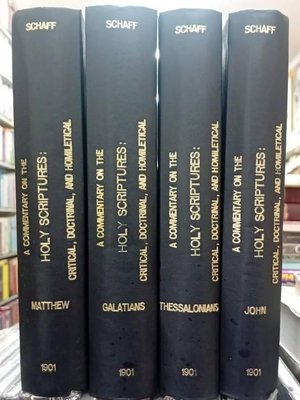 SCHAFF
A COMMENTARY ON THE
HOLY SCRIPTURES:
CRITICAL, DOCTRINAL, AND HOMILETICAL
MATTHEW
1901
SCHAFF
A COMMENTARY ON THE
HOLY SCRIPTURES:
CRITICAL, DOCTRINAL, AND HOMILETICAL
GALATIANS
1901
SCHAFF
A COMMENTARY ON THE
HOLY SCRIPTURES:
CRITICAL, DOCTRINAL, AND HOMILETICAL
THESSALONIANS
1901
SCHAFF
A COMMENTARY ON THE
HOLY SCRIPTURES:
CRITICAL, DOCTRINAL, AND HOMILETICAL
JOHN
1901